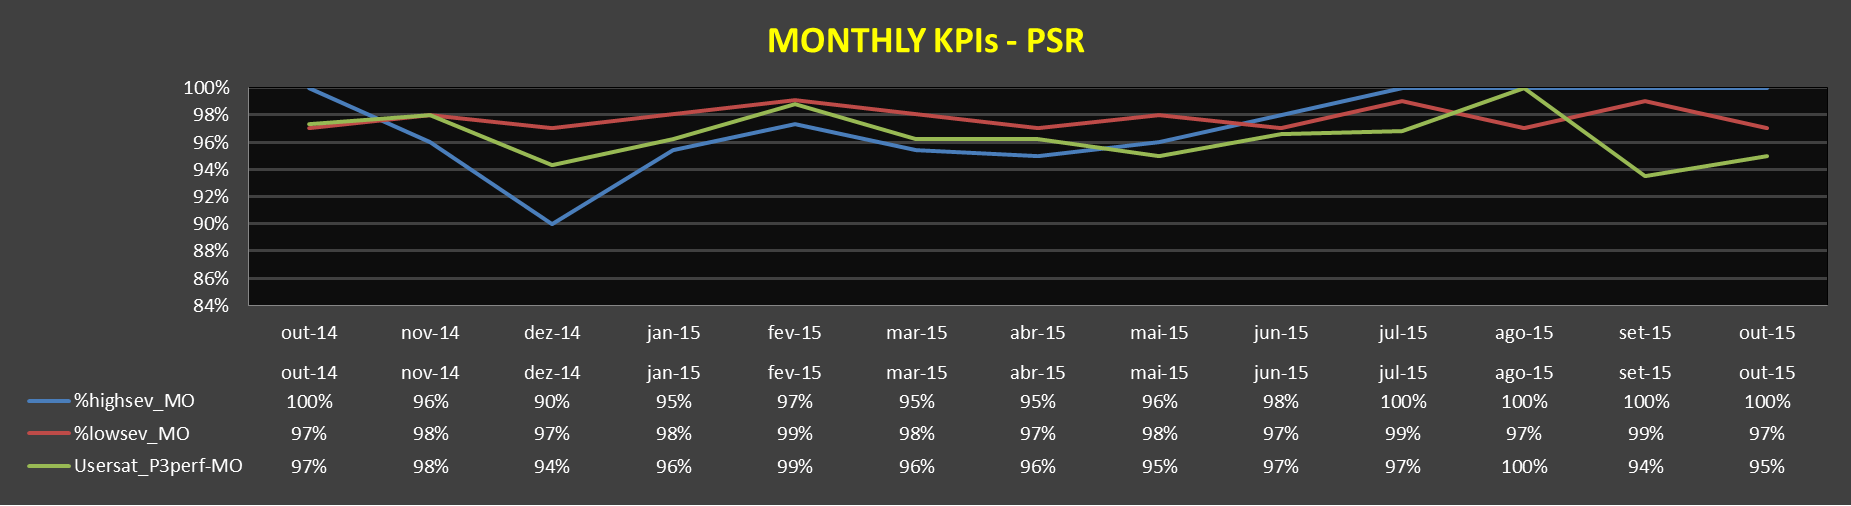 MONTHLY KPIs - PSR
100%
98%
96%
94%
92%
90%
88%
86%
84%
out-14 nov-14 dez-14 jan-15 fev-15 mar-15 abr-15 mai-15 jun-15 jul-15 ago-15 set-15 out-15
out-14 nov-14 dez-14 jan-15 fev-15 mar-15 abr-15 mai-15 jun-15 jul-15 ago-15 set-15 out-15
%highsev_MO 100% 96% 90% 95% 97% 95% 95% 96% 98% 100% 100% 100% 100%
%lowsev_MO 97% 98% 97% 98% 99% 98% 97% 98% 97% 99% 97% 99% 97%
Usersat_P3perf-MO 97% 98% 94% 96% 99% 96% 96% 95% 97% 97% 100% 94% 95%